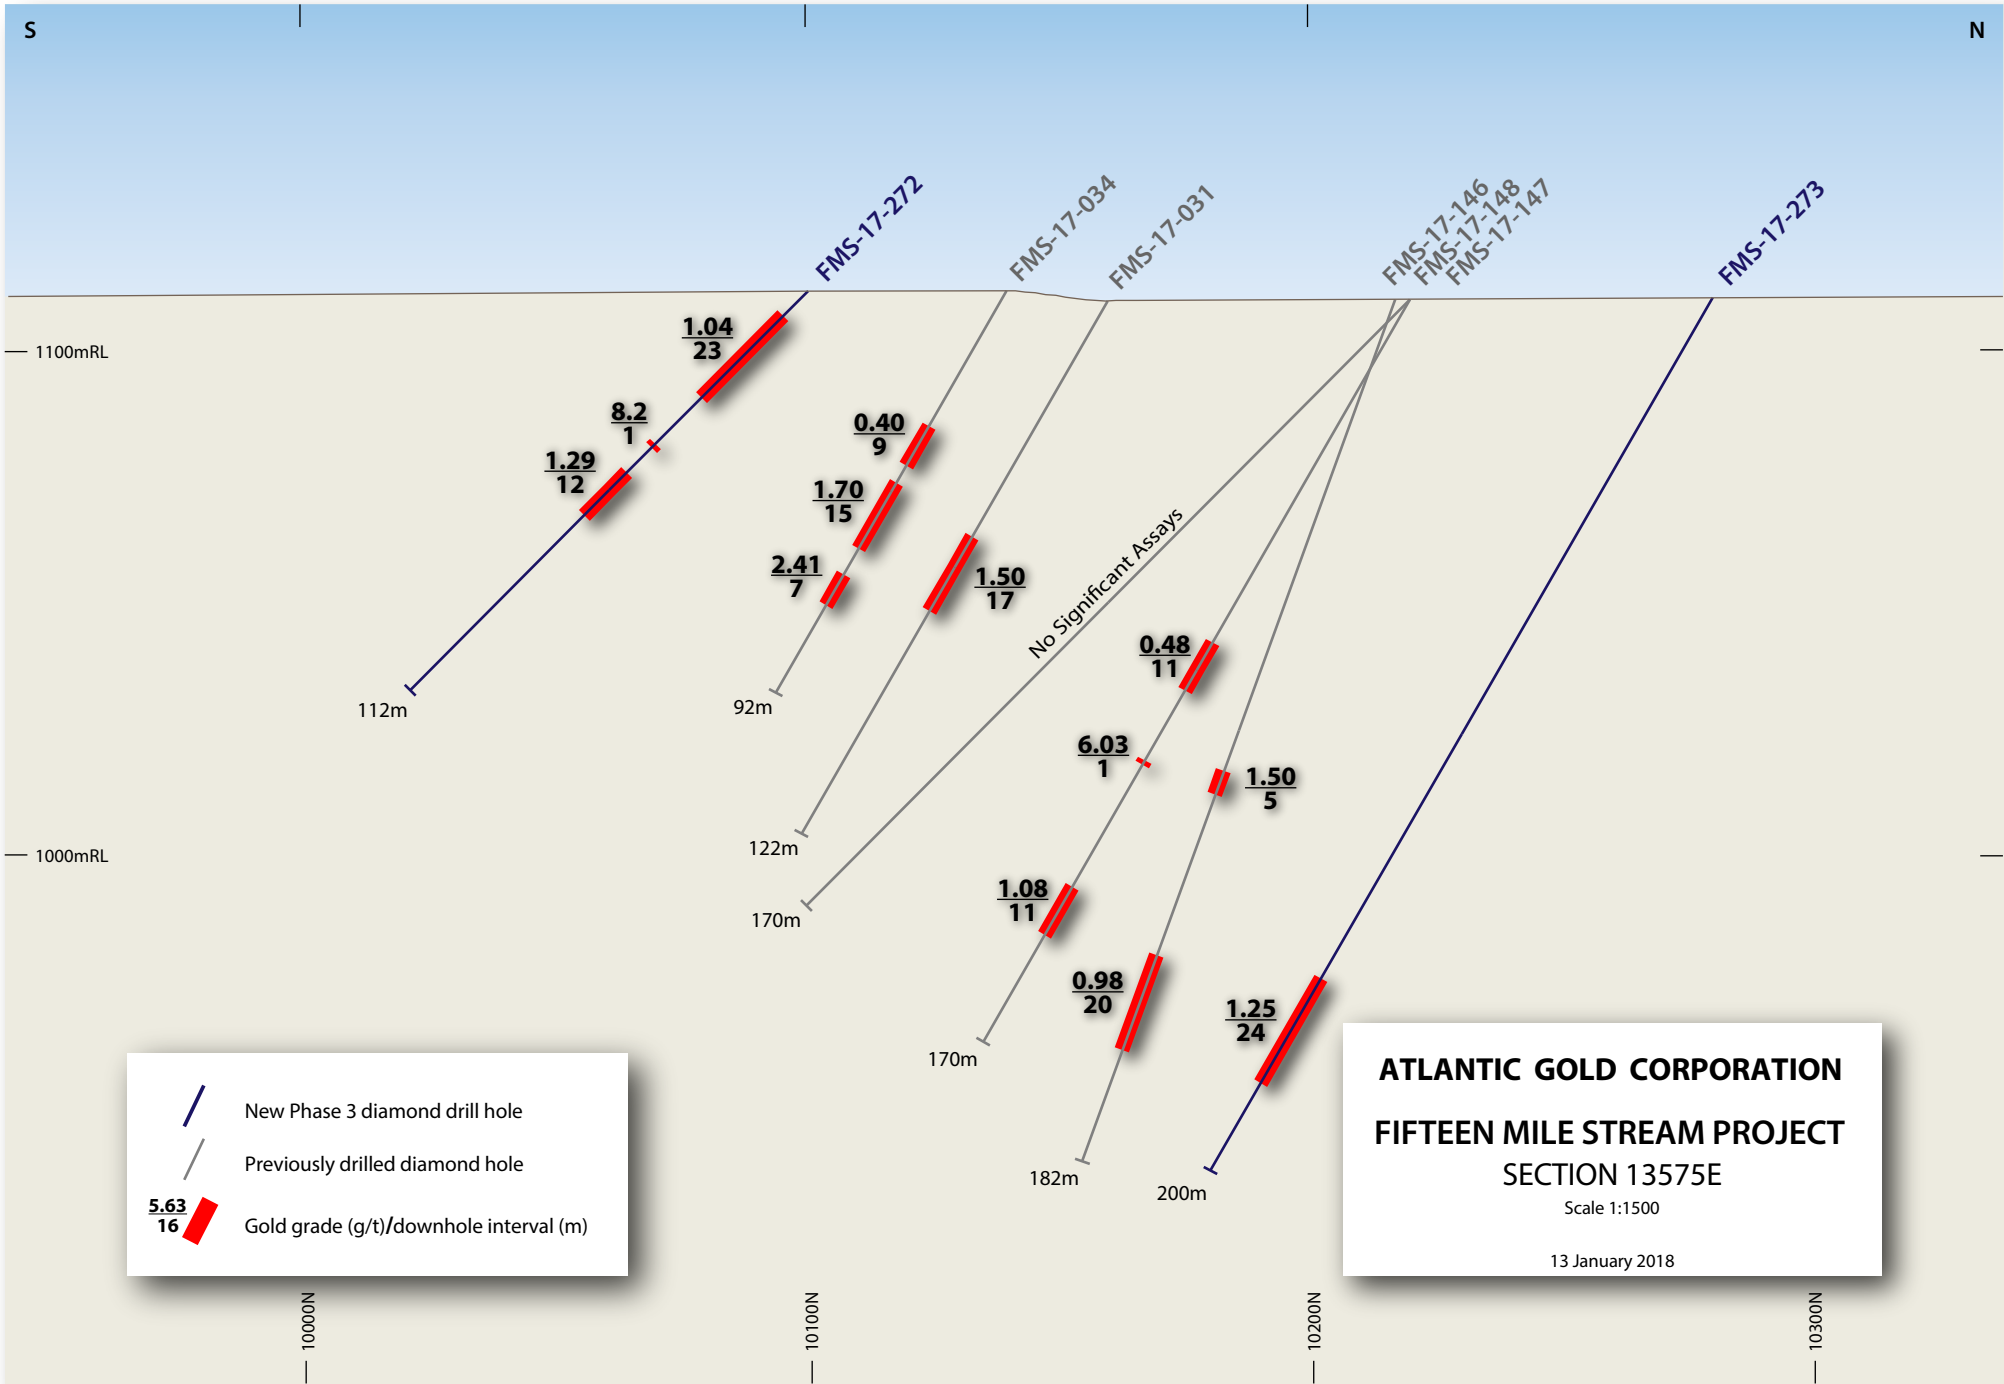 S
N
FMS-17-272
FMS-17-034
FMS-17-031
FMS-17-146
FMS-17-148
FMS-17-147
FMS-17-273
1100mRL
1.04
23
8.2
1
1.29
12
0.40
9
1.70
15
2.41
7
1.50
17
No Significant Assays
0.48
11
6.03
1
1.50
5
112m
92m
1000mRL
122m
170m
1.08
11
0.98
20
1.25
24
170m
182m
200m
New Phase 3 diamond drill hole
Previously drilled diamond hole
5.63
16
Gold grade (g/t)/downhole interval (m)
ATLANTIC GOLD CORPORATION
FIFTEEN MILE STREAM PROJECT
SECTION 13575E
Scale 1:1500
13 January 2018
10000N
10100N
10200N
10300N